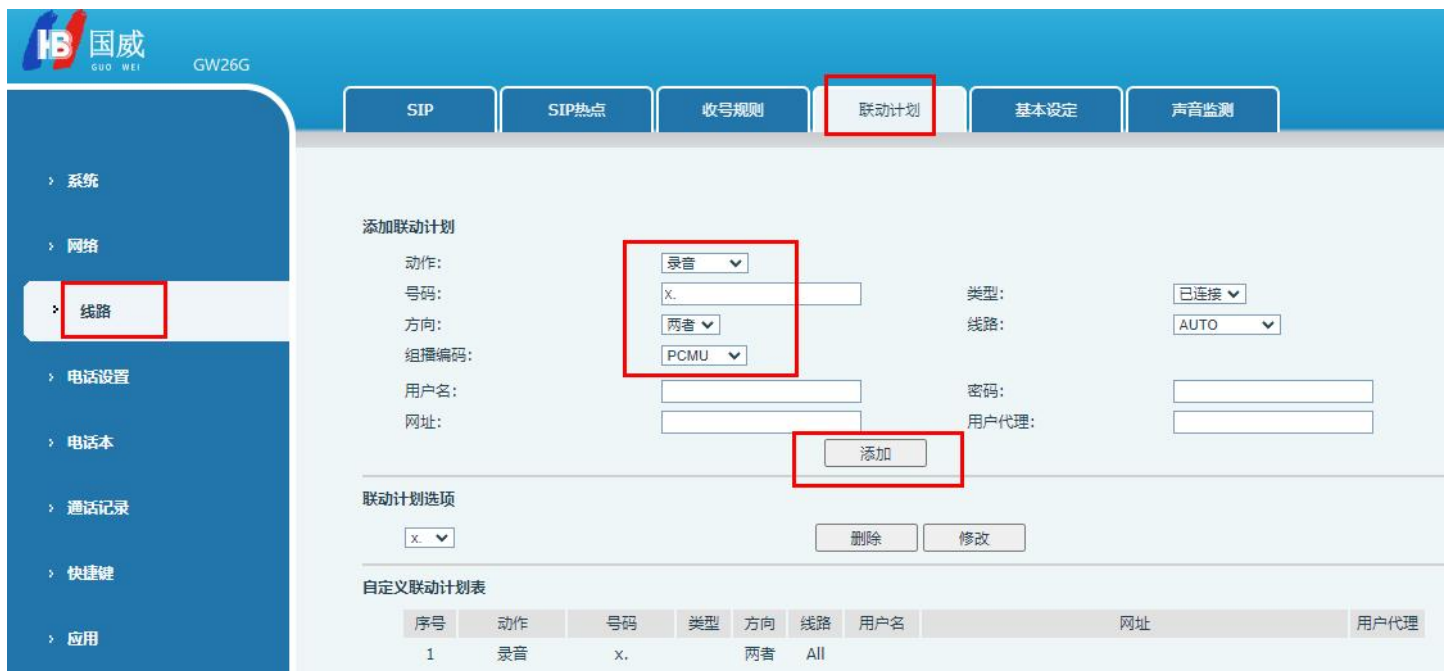 HB 国威
GUO WEI
GW26G
SIP SIP热点 收号规则 联动计划 基本设定 声音监测
系统
网络
线路
电话设置
电话本
通话记录
快捷键
应用
添加联动计划
动作: 录音
号码: x. 类型: 已连接
方向: 两者 线路: AUTO
组播编码: PCMU
用户名: 密码:
网址: 用户代理:
添加
联动计划选项
x. 删除 修改
自定义联动计划表
序号 动作 号码 类型 方向 线路 用户名 网址 用户代理
1 录音 x. 两者 All